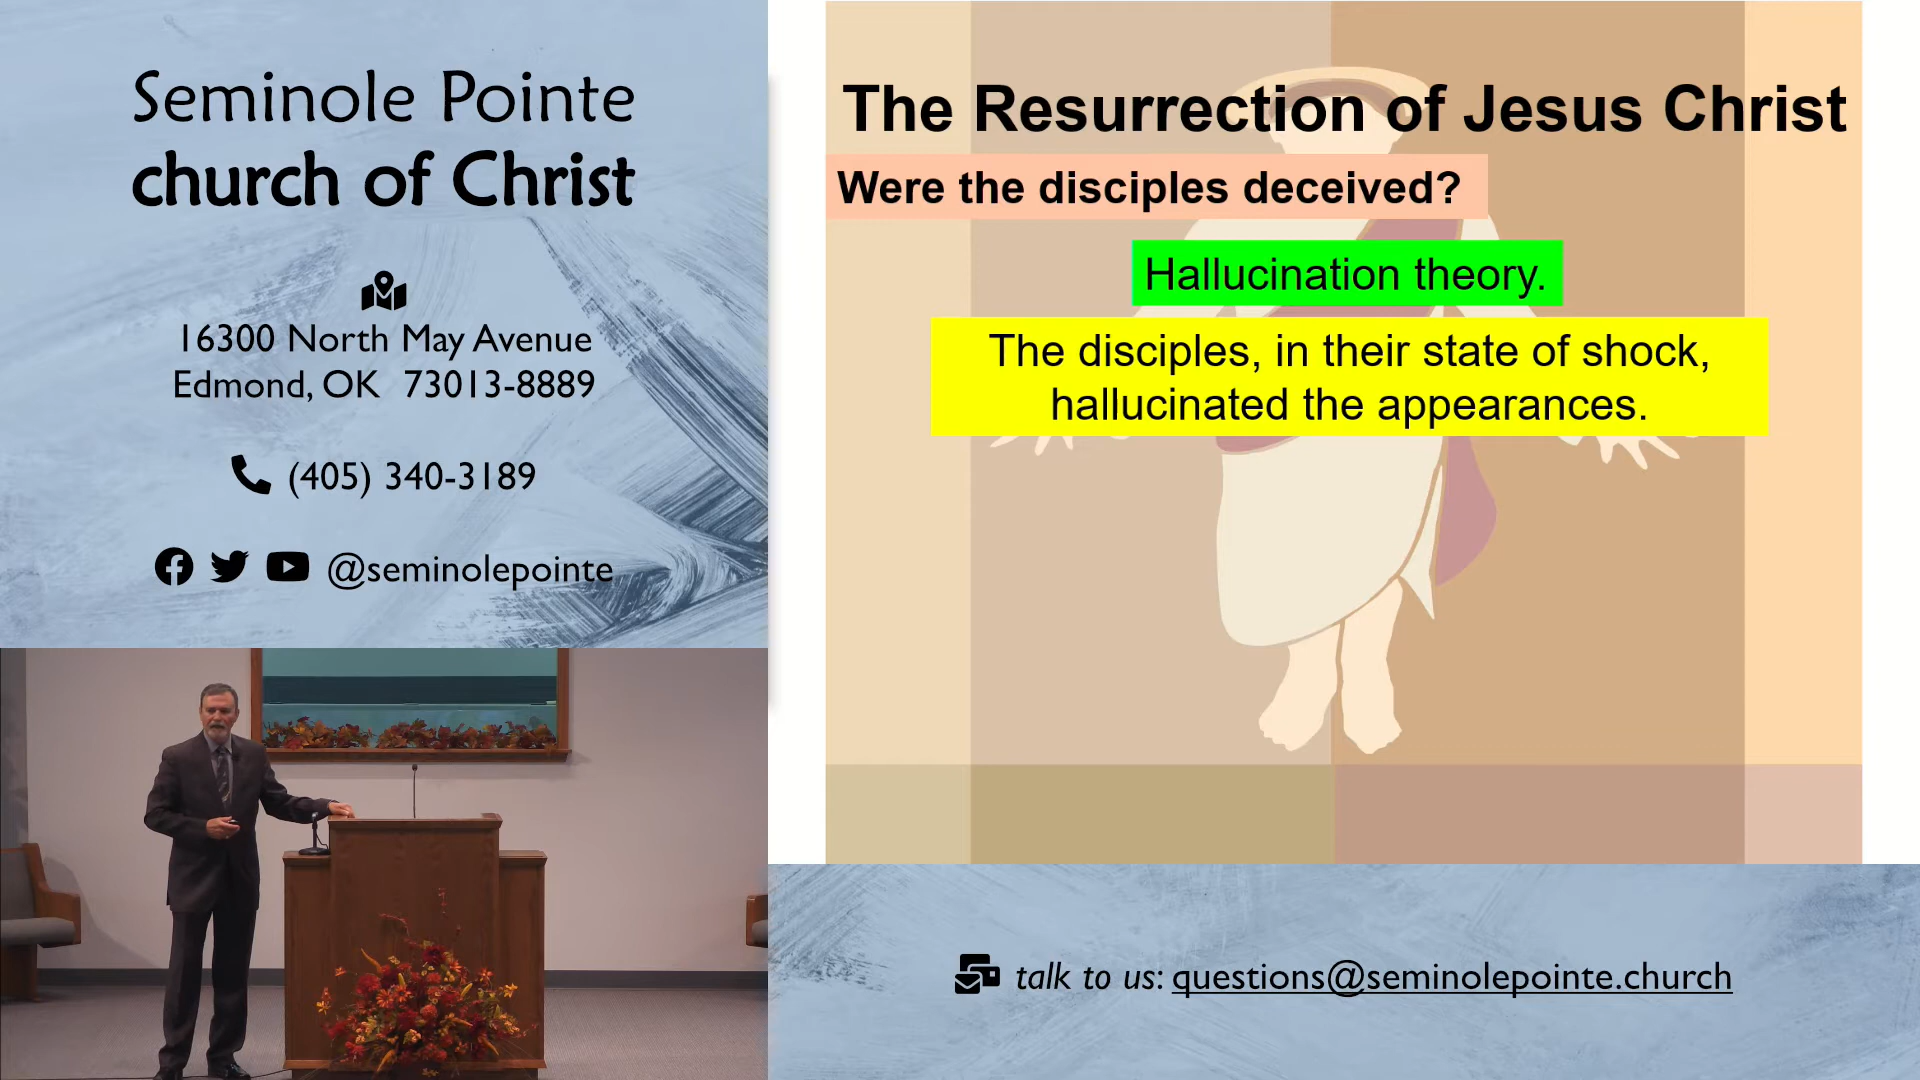 Seminole Pointe
church of Christ
16300 North May Avenue
Edmond, OK 73013-8889
(405) 340-3189
@seminolepointe
The Resurrection of Jesus Christ
Were the disciples deceived?
Hallucination theory.
The disciples, in their state of shock,
hallucinated the appearances.
talk to us: questions@seminolepointe.church